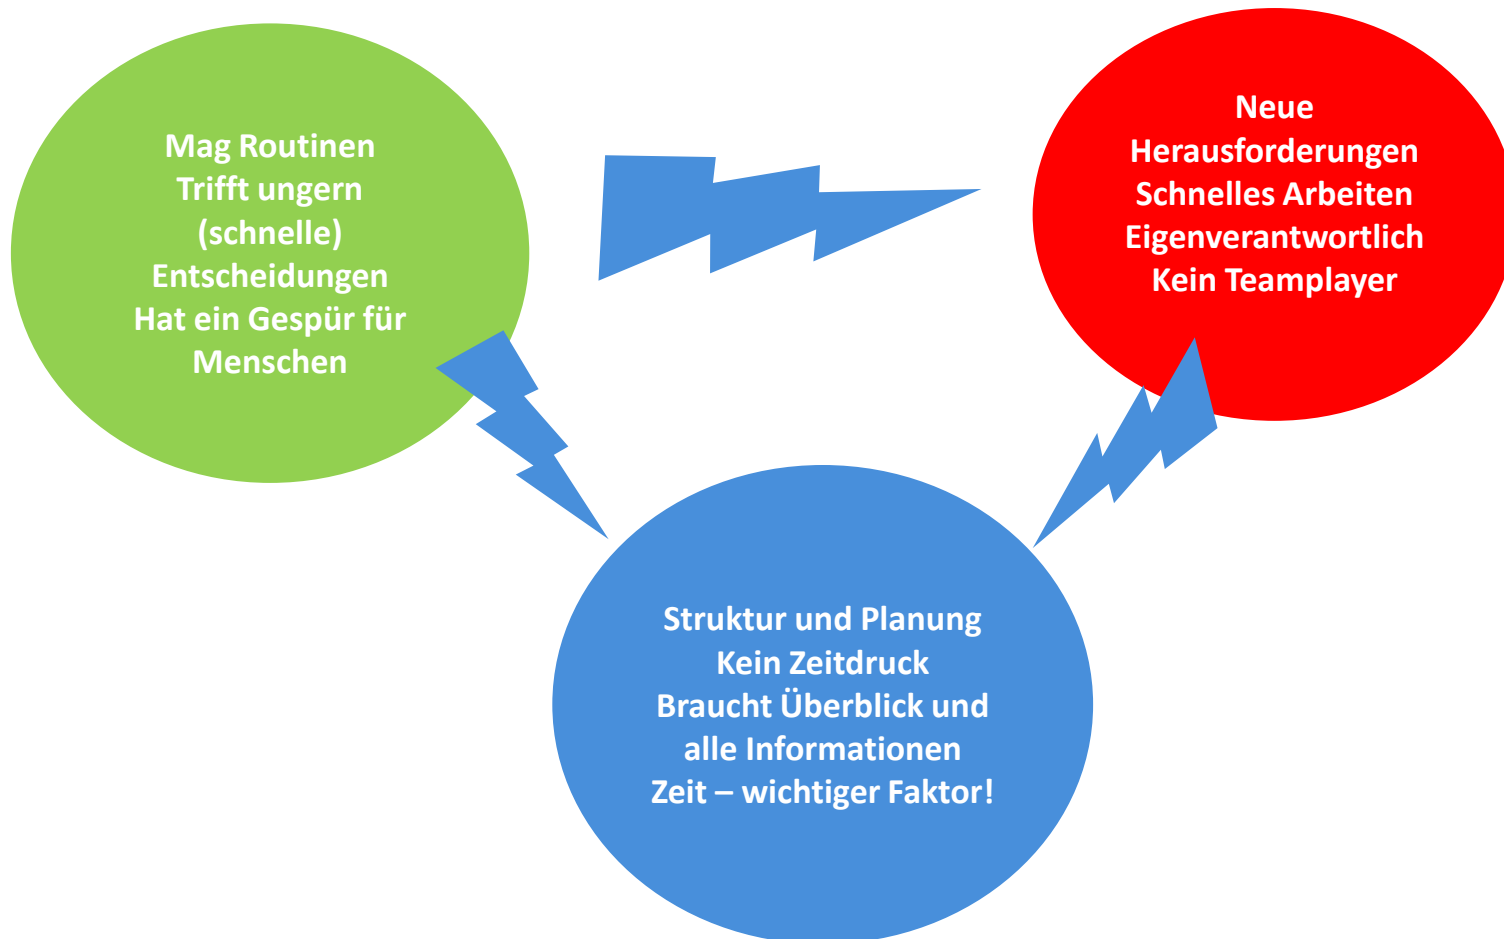 Mag Routinen
Trifft ungern
(schnelle)
Entscheidungen
Hat ein Gespür für
Menschen
Neue
Herausforderungen
Schnelles Arbeiten
Eigenverantwortlich
Kein Teamplayer
Struktur und Planung
Kein Zeitdruck
Braucht Überblick und
alle Informationen
Zeit – wichtiger Faktor!